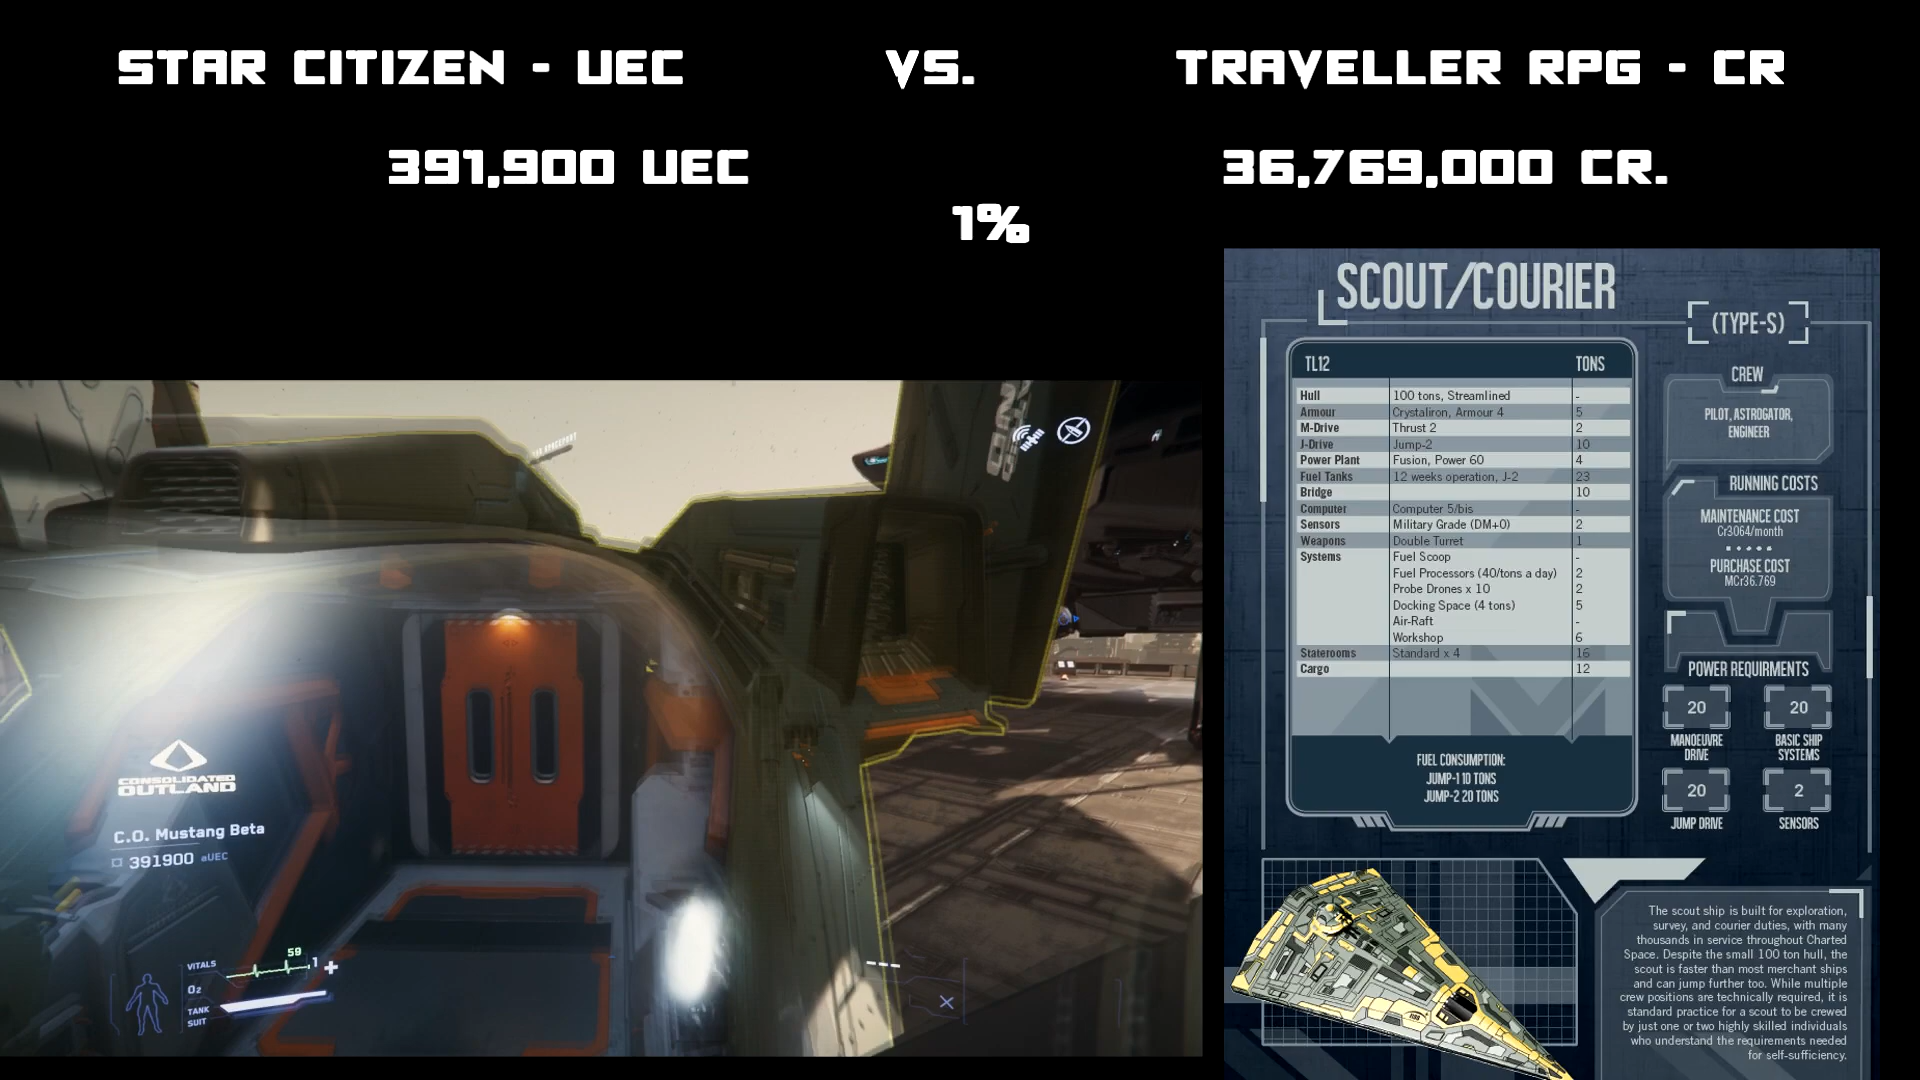 STAR CITIZEN - UEC VS. TRAVELLER RPG - CR
391,900 UEC 36,769,000 CR.
1%
CONSOLIDATED
OUTLAND
C.O. Mustang Beta
391900 aUEC
VITALS 59 1
O2
TANK
SUIT
SCOUT/COURIER
(TYPE-S)
TL12 TONS
Hull 100 tons, Streamlined -
Armour Crystaliron, Armour 4 5
M-Drive Thrust 2 2
J-Drive Jump-2 10
Power Plant Fusion, Power 60 4
Fuel Tanks 12 weeks operation, J-2 23
Bridge 10
Computer Computer 5/bis -
Sensors Military Grade (DM+0) 2
Weapons Double Turret 1
Systems Fuel Scoop -
Fuel Processors (40/tons a day) 2
Probe Drones x 10 2
Docking Space (4 tons) 5
Air-Raft -
Workshop 6
Staterooms Standard x 4 16
Cargo 12
FUEL CONSUMPTION:
JUMP-1 10 TONS
JUMP-2 20 TONS
CREW
PILOT, ASTROGATOR,
ENGINEER
RUNNING COSTS
MAINTENANCE COST
Cr3064/month
PURCHASE COST
MCr36.769
POWER REQUIRMENTS
20 20
MANOEUVRE BASIC SHIP
DRIVE SYSTEMS
20 2
JUMP DRIVE SENSORS
The scout ship is built for exploration,
survey, and courier duties, with many
thousands in service throughout Charted
Space. Despite the small 100 ton hull, the
scout is faster than most merchant ships
and can jump further too. While multiple
crew positions are technically required, it is
standard practice for a scout to be crewed
by just one or two highly skilled individuals
who understand the requirements needed
for self-sufficiency.